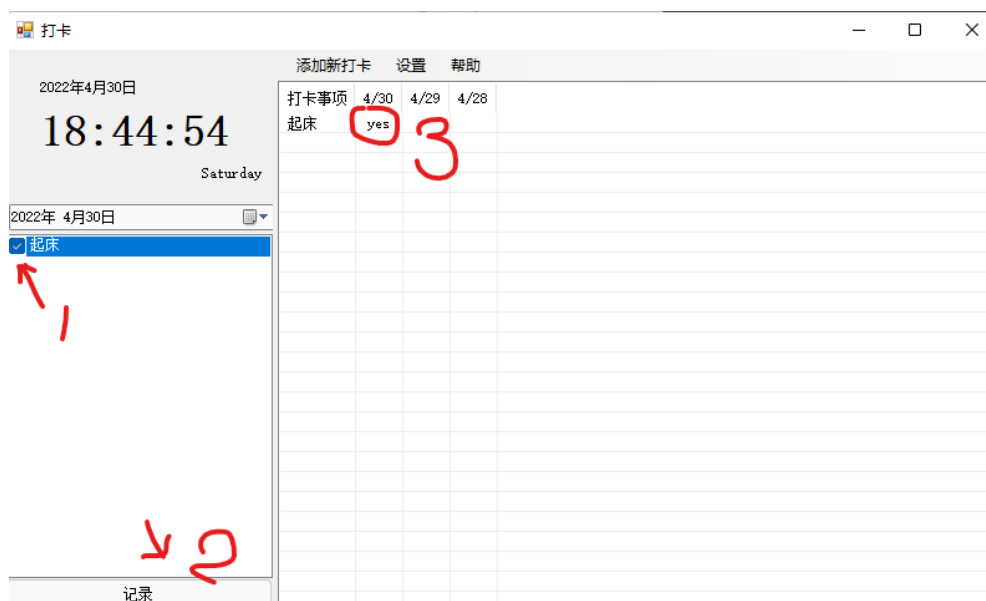 打卡
添加新打卡 设置 帮助
2022年4月30日
18:44:54
Saturday
2022年 4月30日
起床
打卡事项 4/30 4/29 4/28
起床 yes
3
1
2
记录